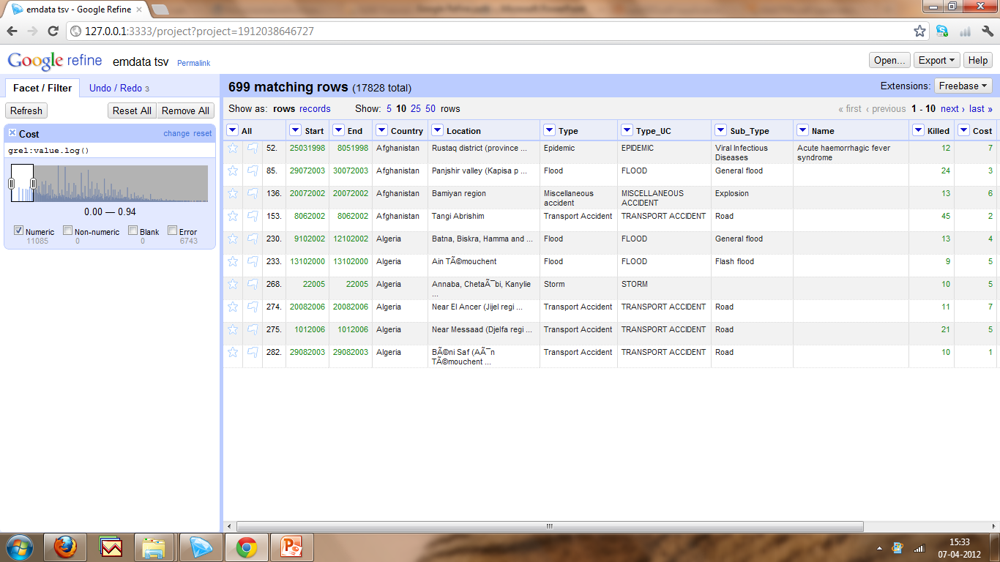 emdata tsv - Google Refine
127.0.0.1:3333/project?project=1912038646727
Google refine emdata tsv Permalink
Open... Export Help
Facet / Filter Undo / Redo 3
Refresh Reset All Remove All
Cost change reset
grel:value.log()
0.00 — 0.94
Numeric Non-numeric Blank Error
11085 0 0 6743
699 matching rows (17828 total) Extensions: Freebase
Show as: rows records Show: 5 10 25 50 rows « first ‹ previous 1 - 10 next › last »
All Start End Country Location Type Type_UC Sub_Type Name Killed Cost
52. 25031998 8051998 Afghanistan Rustaq district (province ... Epidemic EPIDEMIC Viral Infectious Acute haemorrhagic fever 12 7
Diseases syndrome
85. 29072003 30072003 Afghanistan Panjshir valley (Kapisa p ... Flood FLOOD General flood 24 3
136. 20072002 20072002 Afghanistan Bamiyan region Miscellaneous MISCELLANEOUS Explosion 13 6
accident ACCIDENT
153. 8062002 8062002 Afghanistan Tangi Abrishim Transport Accident TRANSPORT ACCIDENT Road 45 2
230. 9102002 12102002 Algeria Batna, Biskra, Hamma and ... Flood FLOOD General flood 13 4
233. 13102000 13102000 Algeria Ain TÃ©mouchent Flood FLOOD Flash flood 9 5
268. 22005 22005 Algeria Annaba, ChetaÃ¯bi, Kanylie Storm STORM 10 5
...
274. 20082006 20082006 Algeria Near El Ancer (Jijel regi ... Transport Accident TRANSPORT ACCIDENT Road 11 7
275. 1012006 1012006 Algeria Near Messaad (Djelfa regi ... Transport Accident TRANSPORT ACCIDENT Road 21 5
282. 29082003 29082003 Algeria BÃ©ni Saf (AÃ¯n Transport Accident TRANSPORT ACCIDENT Road 10 1
TÃ©mouchent ...
15:33
07-04-2012